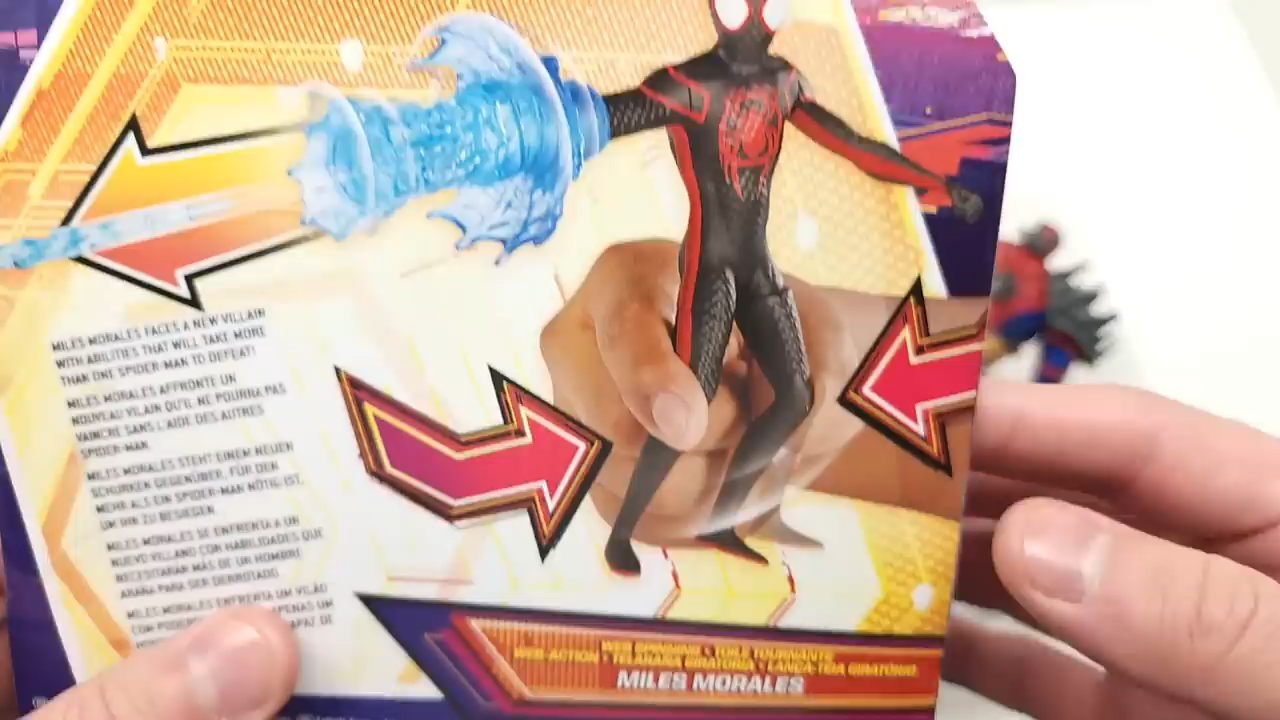 MILES MORALES FACES A NEW VILLAIN
WITH ABILITIES THAT WILL TAKE MORE
THAN ONE SPIDER-MAN TO DEFEAT!
MILES MORALES AFFRONTE UN
NOUVEAU VILAIN QU'IL NE POURRA PAS
VAINCRE SANS L'AIDE DES AUTRES
SPIDER-MAN.
MILES MORALES STEHT EINEM NEUEN
SCHURKEN GEGENÜBER, FÜR DEN
MEHR ALS EIN SPIDER-MAN NÖTIG IST,
UM IHN ZU BESIEGEN.
MILES MORALES SE ENFRENTA A UN
NUEVO VILLANO CON HABILIDADES QUE
NECESITARÁN MÁS DE UN HOMBRE
ARAÑA PARA SER DERROTADO.
MILES MORALES ENFRENTA UM VILÃO
COM APENAS UM
WEB SPINNING • TOILE TOURNANTE
WEB-ACTION • TELARAÑA GIRATORIA • LANÇA-TEIA GIRATÓRIO
MILES MORALES